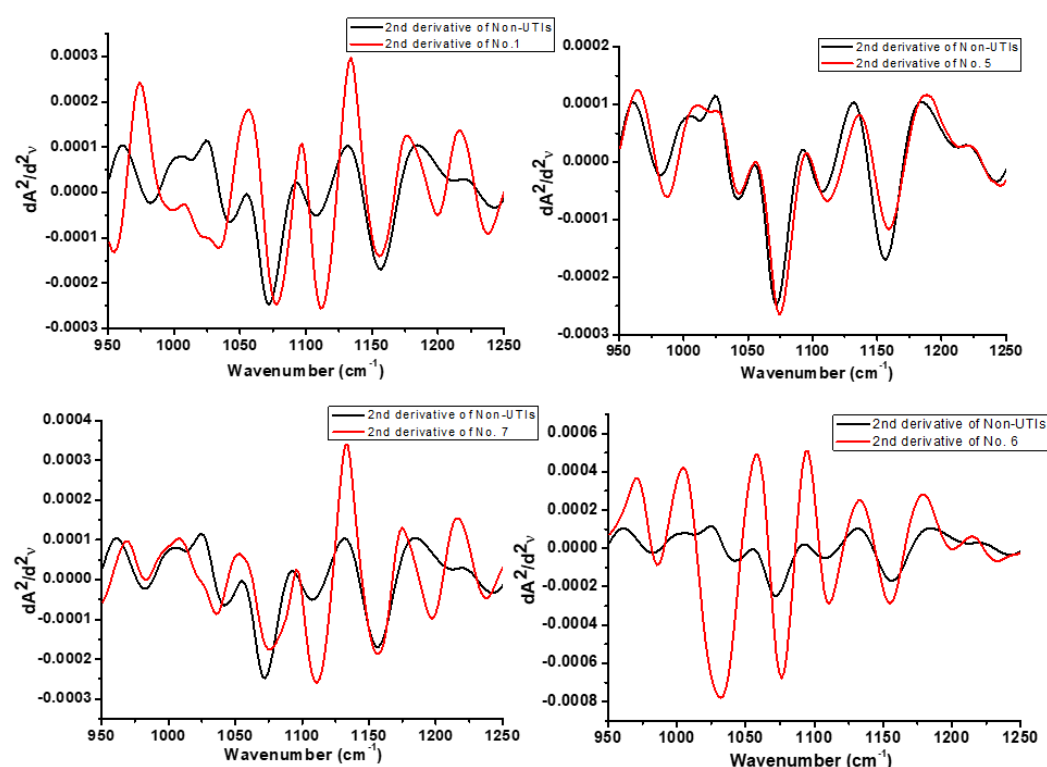 2nd derivative of Non-UTIs
2nd derivative of No.1
0.0003
0.0002
0.0001
0.0000
-0.0001
-0.0002
-0.0003
dA²/d²ν
950 1000 1050 1100 1150 1200 1250
Wavenumber (cm⁻¹)
2nd derivative of Non-UTIs
2nd derivative of No. 5
0.0002
0.0001
0.0000
-0.0001
-0.0002
-0.0003
dA²/d²ν
950 1000 1050 1100 1150 1200 1250
Wavenumber (cm⁻¹)
2nd derivative of Non-UTIs
2nd derivative of No. 7
0.0004
0.0003
0.0002
0.0001
0.0000
-0.0001
-0.0002
-0.0003
dA²/d²ν
950 1000 1050 1100 1150 1200 1250
Wavenumber (cm⁻¹)
2nd derivative of Non-UTIs
2nd derivative of No. 6
0.0006
0.0004
0.0002
0.0000
-0.0002
-0.0004
-0.0006
-0.0008
dA²/d²ν
950 1000 1050 1100 1150 1200 1250
Wavenumber (cm⁻¹)